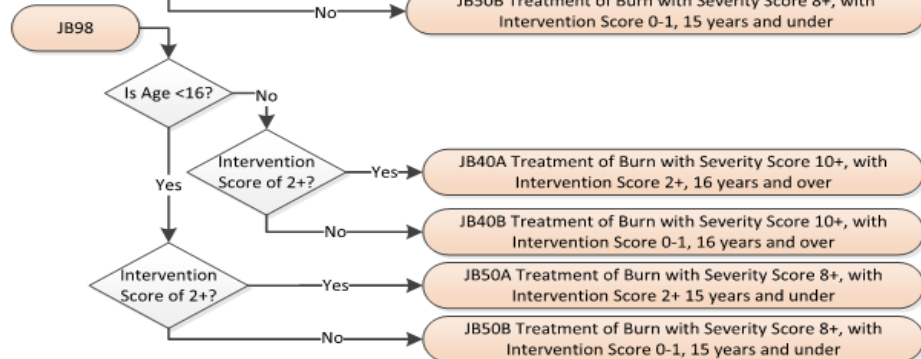 JB50B Treatment of Burn with Severity Score 8+, with
No
Intervention Score 0-1, 15 years and under
JB98
Is Age <16?
No
Intervention
Score of 2+?
Yes
JB40A Treatment of Burn with Severity Score 10+, with
Intervention Score 2+, 16 years and over
Yes
No
JB40B Treatment of Burn with Severity Score 10+, with
Intervention Score 0-1, 16 years and over
Intervention
Score of 2+?
Yes
JB50A Treatment of Burn with Severity Score 8+, with
Intervention Score 2+ 15 years and under
No
JB50B Treatment of Burn with Severity Score 8+, with
Intervention Score 0-1, 15 years and under